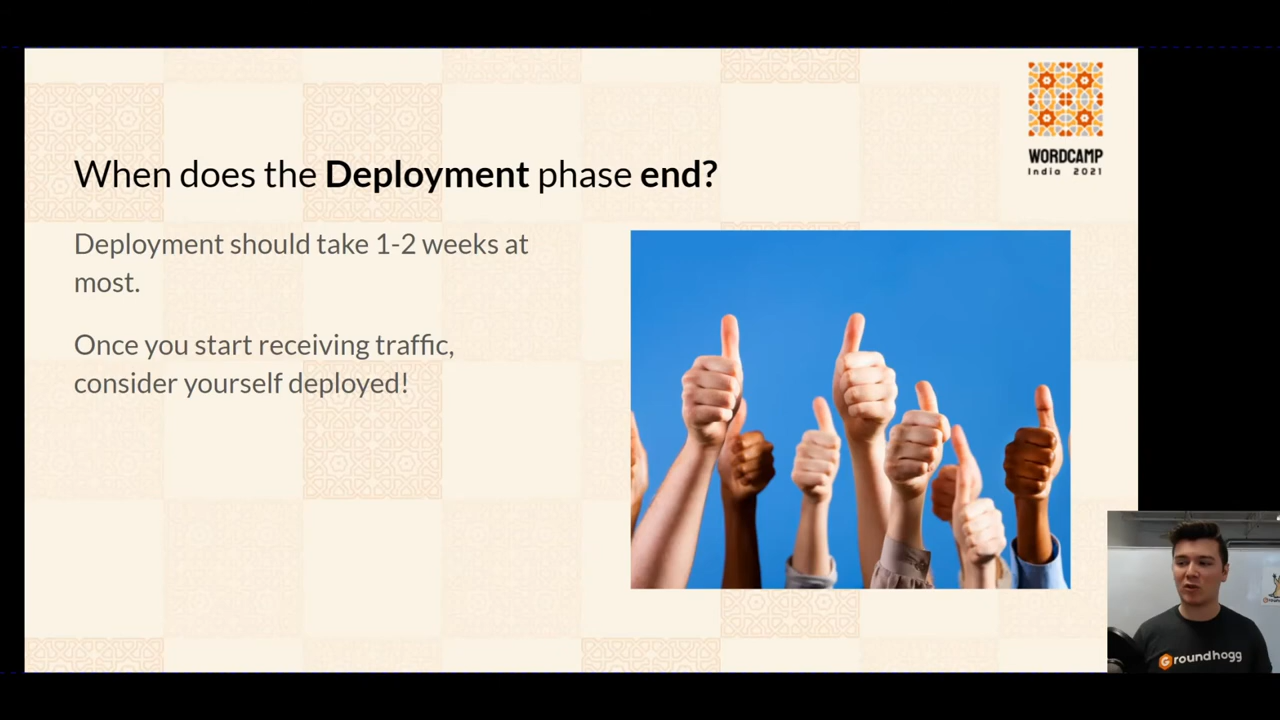 WORDCAMP
India 2021
When does the Deployment phase end?
Deployment should take 1-2 weeks at
most.
Once you start receiving traffic,
consider yourself deployed!
Groundhogg